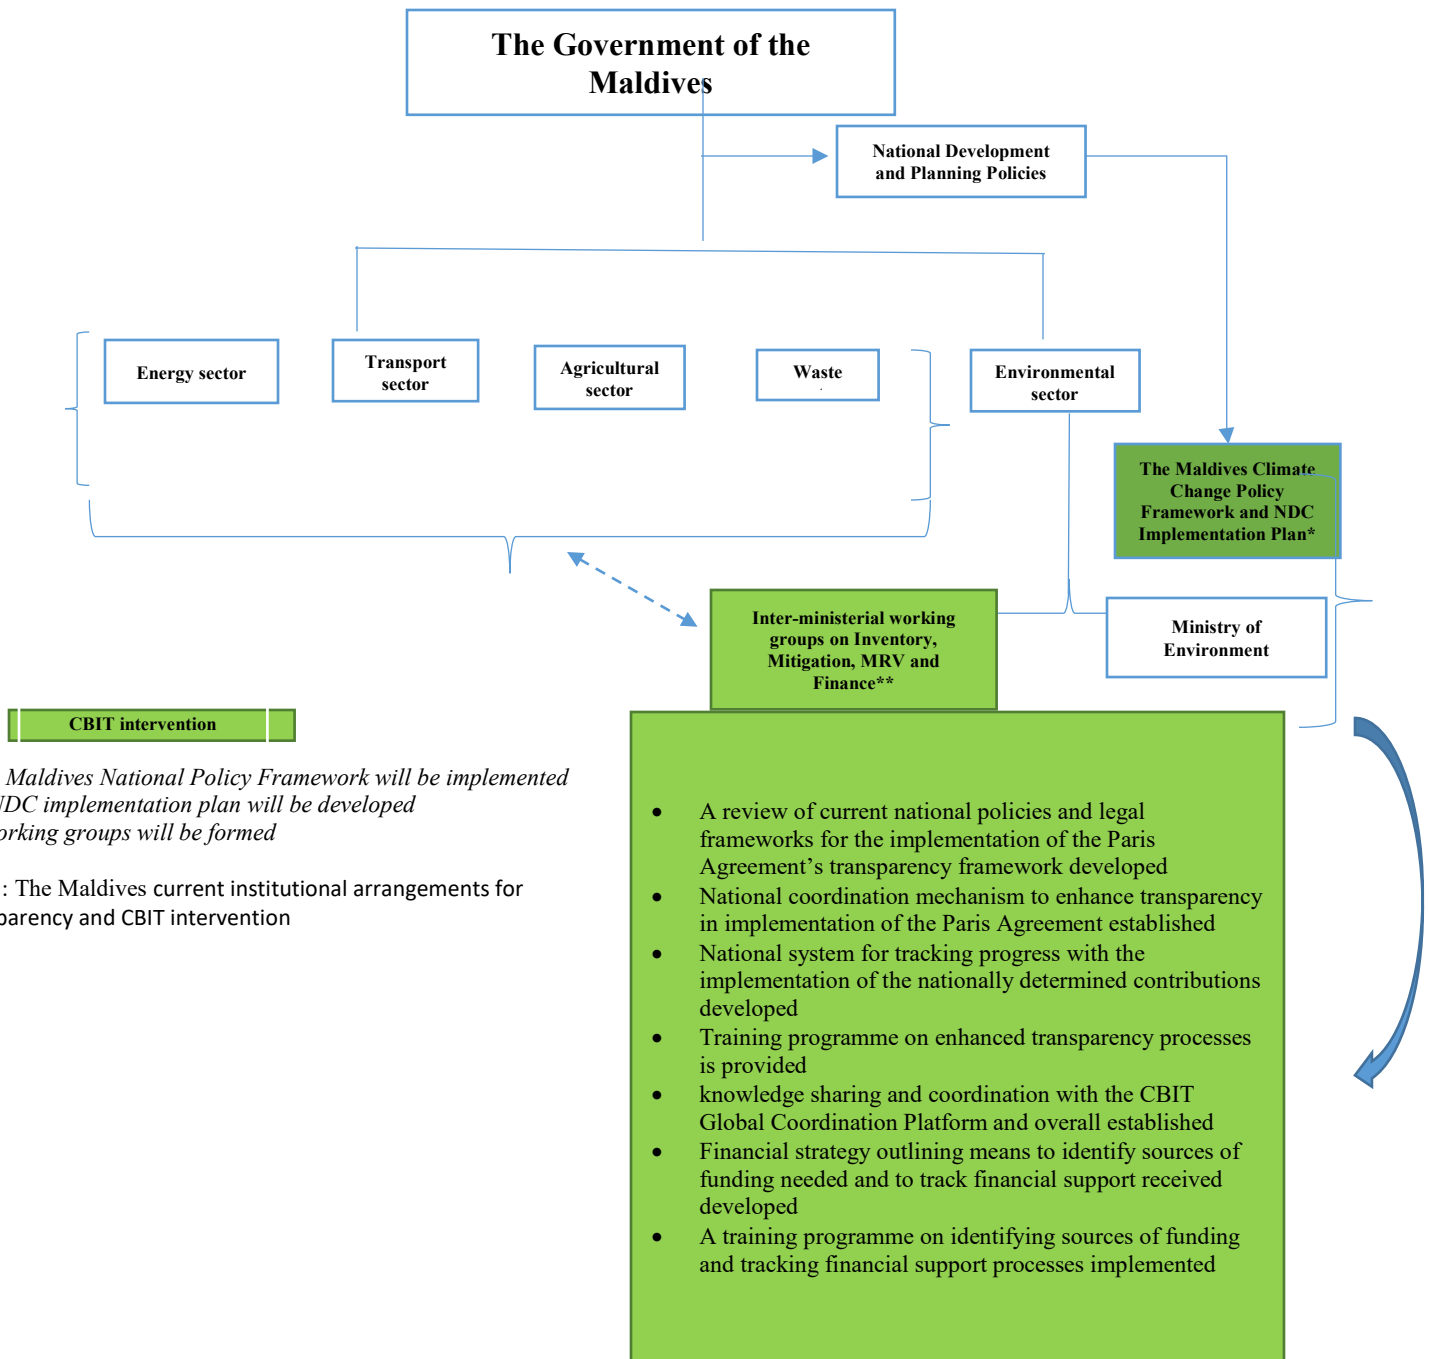 The Government of the
Maldives
National Development
and Planning Policies
Energy sector
Transport
sector
Agricultural
sector
Waste
Environmental
sector
The Maldives Climate
Change Policy
Framework and NDC
Implementation Plan*
Inter-ministerial working
groups on Inventory,
Mitigation, MRV and
Finance**
Ministry of
Environment
CBIT intervention
Maldives National Policy Framework will be implemented
NDC implementation plan will be developed
orking groups will be formed
: The Maldives current institutional arrangements for
parency and CBIT intervention
• A review of current national policies and legal
frameworks for the implementation of the Paris
Agreement’s transparency framework developed
• National coordination mechanism to enhance transparency
in implementation of the Paris Agreement established
• National system for tracking progress with the
implementation of the nationally determined contributions
developed
• Training programme on enhanced transparency processes
is provided
• knowledge sharing and coordination with the CBIT
Global Coordination Platform and overall established
• Financial strategy outlining means to identify sources of
funding needed and to track financial support received
developed
• A training programme on identifying sources of funding
and tracking financial support processes implemented